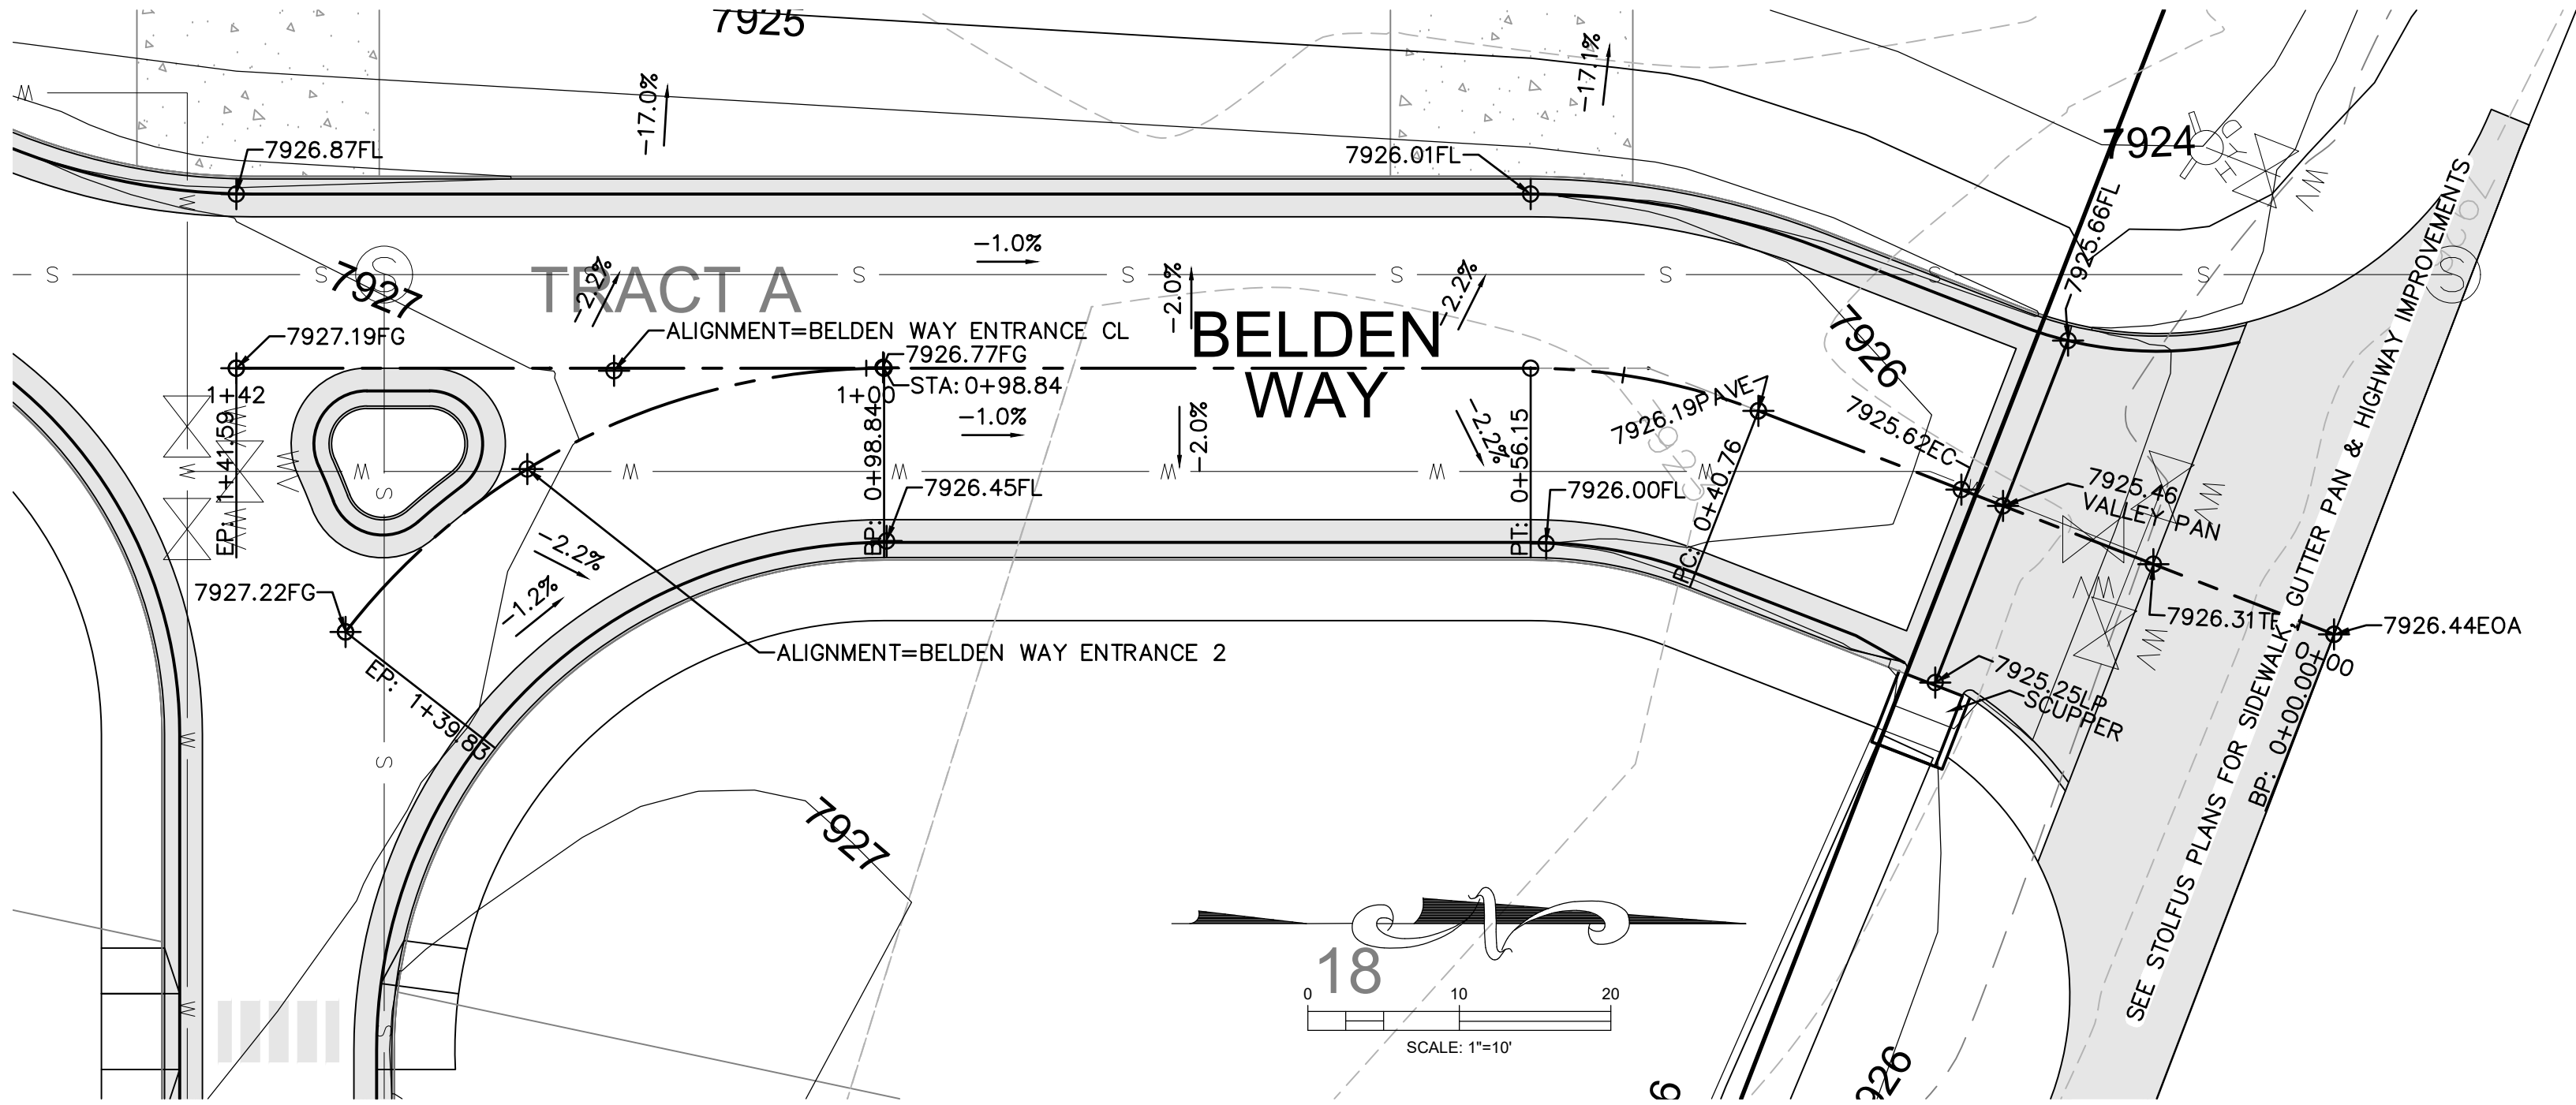 7925
-17.0%
-17.1%
W
7926.87FL
7926.01FL
7924
HYD
7925.66FL
-1.0%
TRACT A
-2.2%
-2.0%
-2.2%
7927
ALIGNMENT=BELDEN WAY ENTRANCE CL
7927.19FG
7926.77FG
STA: 0+98.84
BELDEN
WAY
7926
1+42
1+00
-1.0%
-2.0%
-2.2%
7926.19PAVE
7925.62EC
EP: 1+41.59
BP: 0+98.84
PT: 0+56.15
PC: 0+40.76
7926.45FL
7926.00FL
7925.46
VALLEY PAN
7926.31TF
7926.44EOA
0+00
BP: 0+00.00
SEE STOLFUS PLANS FOR SIDEWALK, GUTTER PAN & HIGHWAY IMPROVEMENTS
7927.22FG
-2.2%
-1.2%
ALIGNMENT=BELDEN WAY ENTRANCE 2
EP: 1+39.83
7925.25LP
SCUPPER
7927
N
18
0 10 20
SCALE: 1"=10'